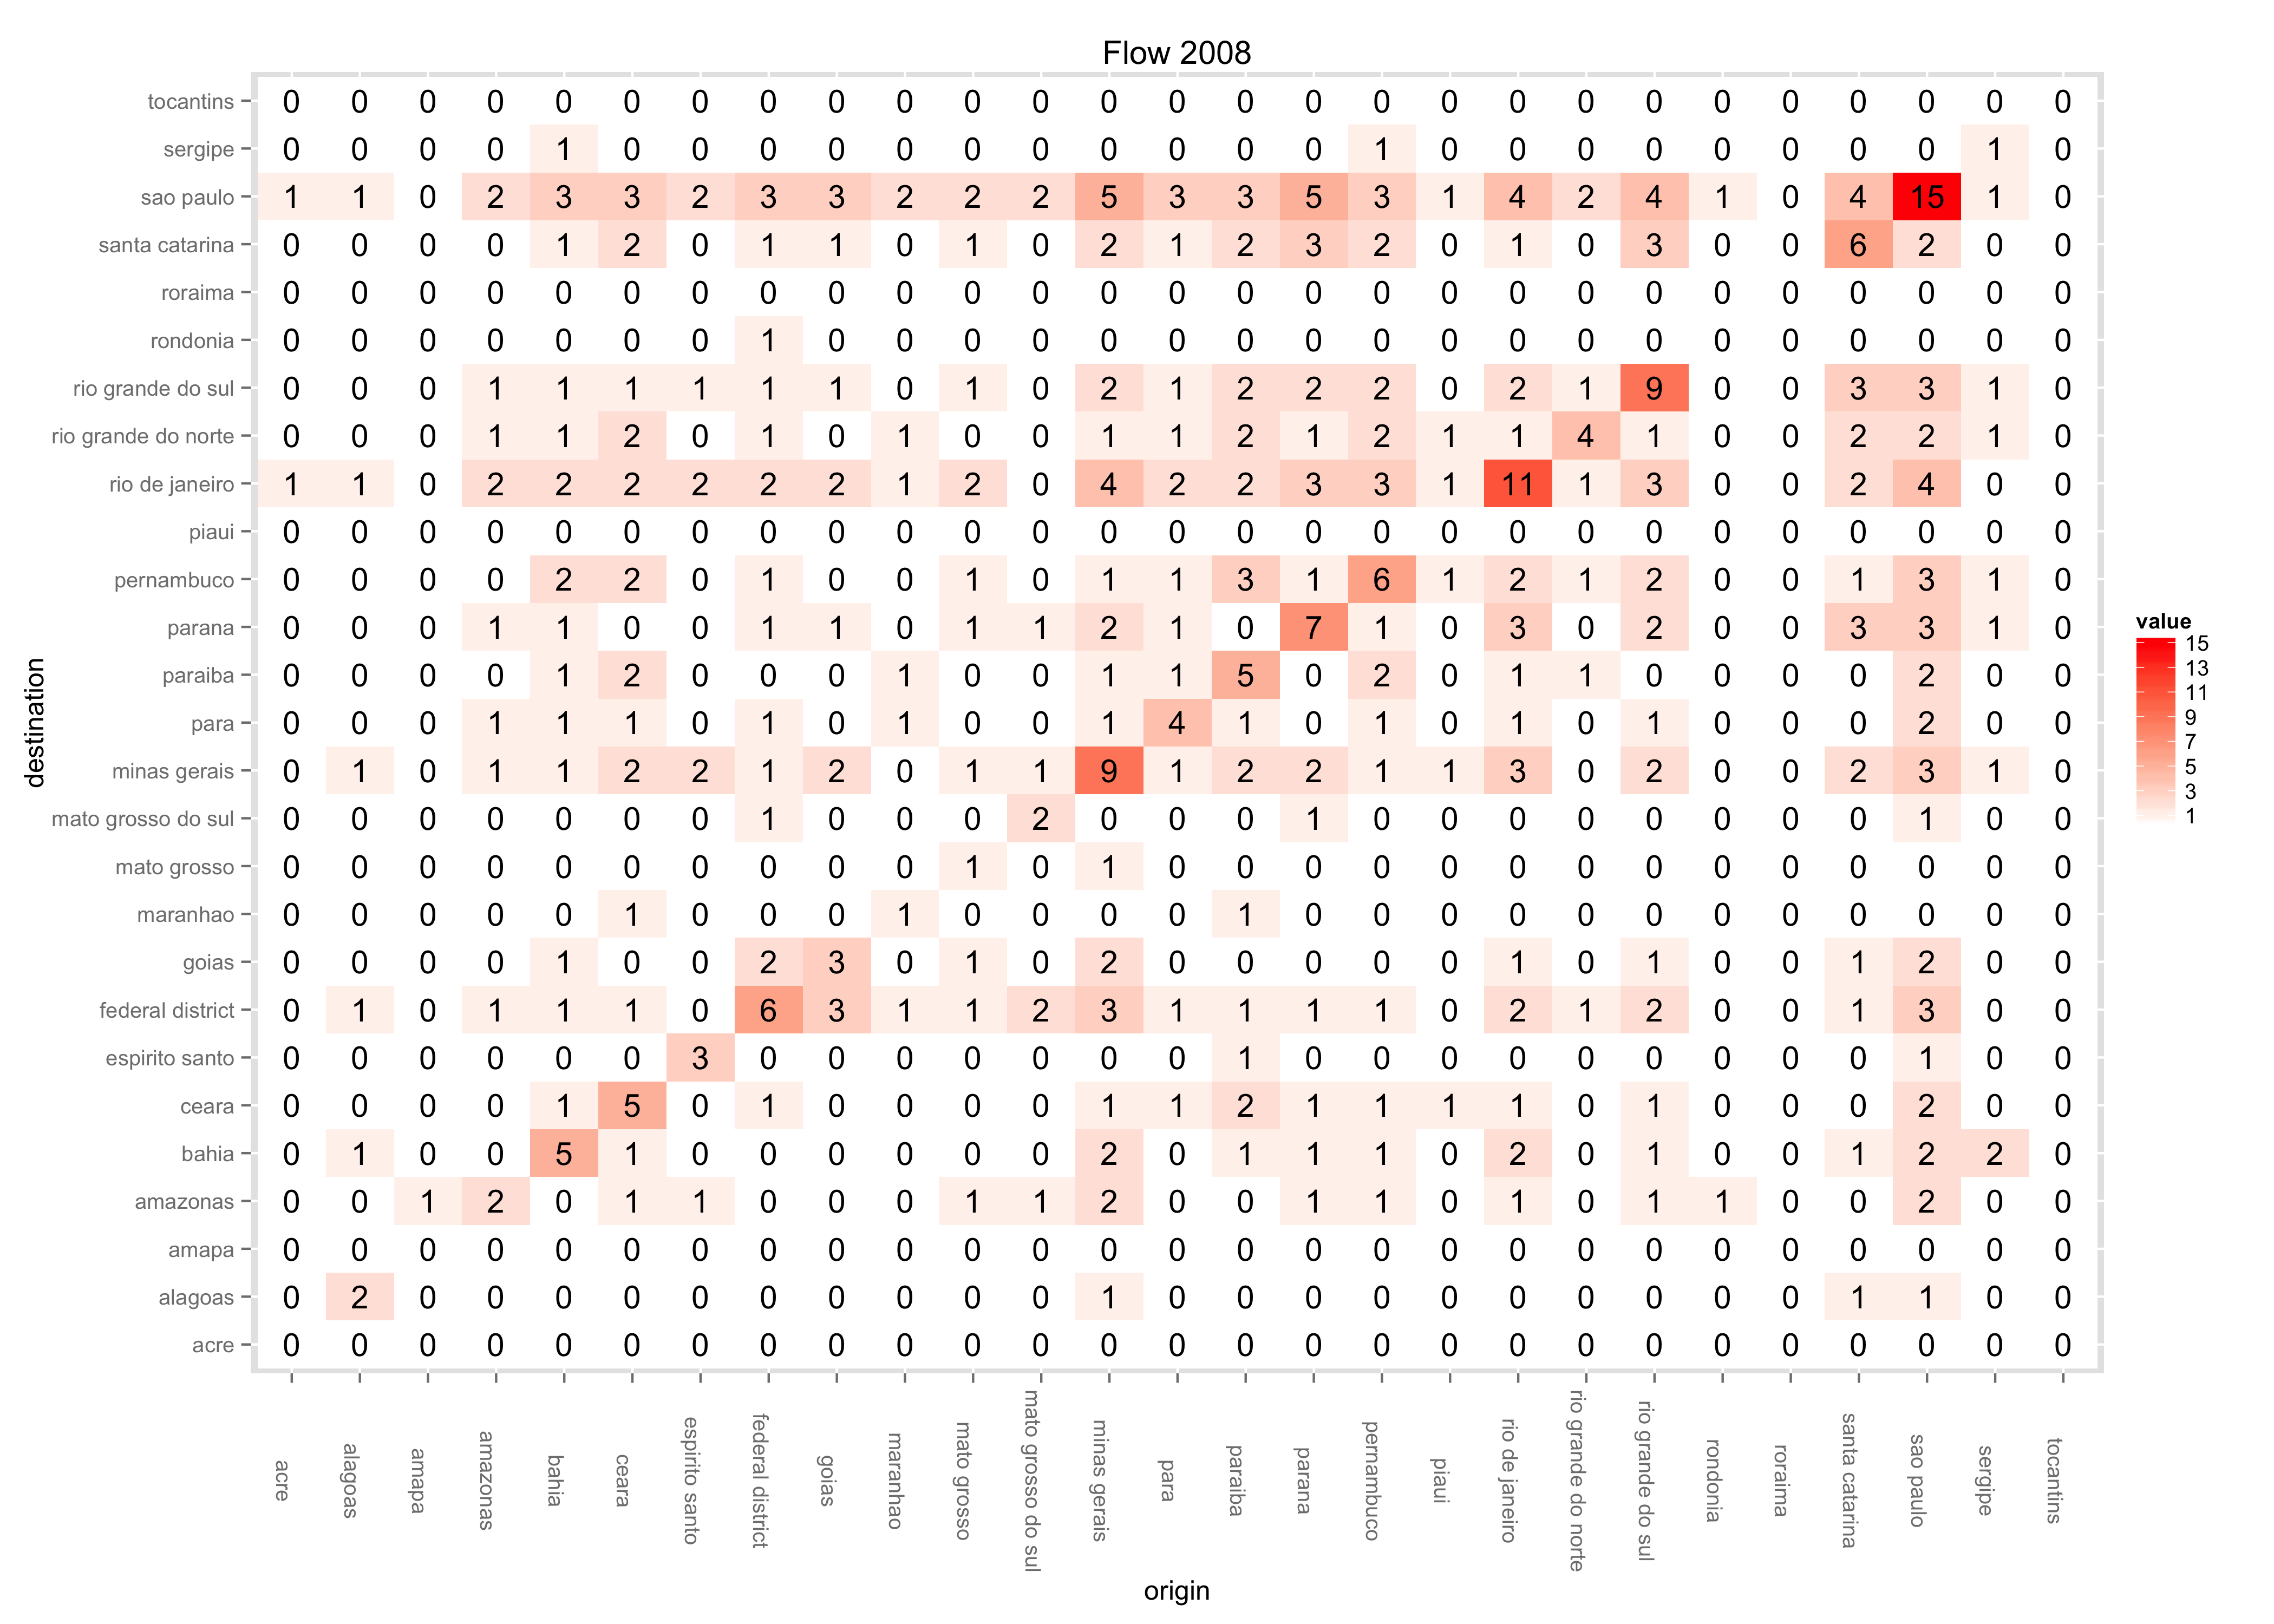 Flow 2008
tocantins 0 0 0 0 0 0 0 0 0 0 0 0 0 0 0 0 0 0 0 0 0 0 0 0 0 0 0
sergipe 0 0 0 0 1 0 0 0 0 0 0 0 0 0 0 0 1 0 0 0 0 0 0 0 0 1 0
sao paulo 1 1 0 2 3 3 2 3 3 2 2 2 5 3 3 5 3 1 4 2 4 1 0 4 15 1 0
santa catarina 0 0 0 0 1 2 0 1 1 0 1 0 2 1 2 3 2 0 1 0 3 0 0 6 2 0 0
roraima 0 0 0 0 0 0 0 0 0 0 0 0 0 0 0 0 0 0 0 0 0 0 0 0 0 0 0
rondonia 0 0 0 0 0 0 0 1 0 0 0 0 0 0 0 0 0 0 0 0 0 0 0 0 0 0 0
rio grande do sul 0 0 0 1 1 1 1 1 1 0 1 0 2 1 2 2 2 0 2 1 9 0 0 3 3 1 0
rio grande do norte 0 0 0 1 1 2 0 1 0 1 0 0 1 1 2 1 2 1 1 4 1 0 0 2 2 1 0
rio de janeiro 1 1 0 2 2 2 2 2 2 1 2 0 4 2 2 3 3 1 11 1 3 0 0 2 4 0 0
piaui 0 0 0 0 0 0 0 0 0 0 0 0 0 0 0 0 0 0 0 0 0 0 0 0 0 0 0
pernambuco 0 0 0 0 2 2 0 1 0 0 1 0 1 1 3 1 6 1 2 1 2 0 0 1 3 1 0
parana 0 0 0 1 1 0 0 1 1 0 1 1 2 1 0 7 1 0 3 0 2 0 0 3 3 1 0
paraiba 0 0 0 0 1 2 0 0 0 1 0 0 1 1 5 0 2 0 1 1 0 0 0 0 2 0 0
para 0 0 0 1 1 1 0 1 0 1 0 0 1 4 1 0 1 0 1 0 1 0 0 0 2 0 0
minas gerais 0 1 0 1 1 2 2 1 2 0 1 1 9 1 2 2 1 1 3 0 2 0 0 2 3 1 0
mato grosso do sul 0 0 0 0 0 0 0 1 0 0 0 2 0 0 0 1 0 0 0 0 0 0 0 0 1 0 0
mato grosso 0 0 0 0 0 0 0 0 0 0 1 0 1 0 0 0 0 0 0 0 0 0 0 0 0 0 0
maranhao 0 0 0 0 0 1 0 0 0 1 0 0 0 0 1 0 0 0 0 0 0 0 0 0 0 0 0
goias 0 0 0 0 1 0 0 2 3 0 1 0 2 0 0 0 0 0 1 0 1 0 0 1 2 0 0
federal district 0 1 0 1 1 1 0 6 3 1 1 2 3 1 1 1 1 0 2 1 2 0 0 1 3 0 0
espirito santo 0 0 0 0 0 0 3 0 0 0 0 0 0 0 1 0 0 0 0 0 0 0 0 0 1 0 0
ceara 0 0 0 0 1 5 0 1 0 0 0 0 1 1 2 1 1 1 1 0 1 0 0 0 2 0 0
bahia 0 1 0 0 5 1 0 0 0 0 0 0 2 0 1 1 1 0 2 0 1 0 0 1 2 2 0
amazonas 0 0 1 2 0 1 1 0 0 0 1 1 2 0 0 1 1 0 1 0 1 1 0 0 2 0 0
amapa 0 0 0 0 0 0 0 0 0 0 0 0 0 0 0 0 0 0 0 0 0 0 0 0 0 0 0
alagoas 0 2 0 0 0 0 0 0 0 0 0 0 1 0 0 0 0 0 0 0 0 0 0 1 1 0 0
acre 0 0 0 0 0 0 0 0 0 0 0 0 0 0 0 0 0 0 0 0 0 0 0 0 0 0 0
destination
acre
alagoas
amapa
amazonas
bahia
ceara
espirito santo
federal district
goias
maranhao
mato grosso
mato grosso do sul
minas gerais
para
paraiba
parana
pernambuco
piaui
rio de janeiro
rio grande do norte
rio grande do sul
rondonia
roraima
santa catarina
sao paulo
sergipe
tocantins
origin
value
15
13
11
9
7
5
3
1